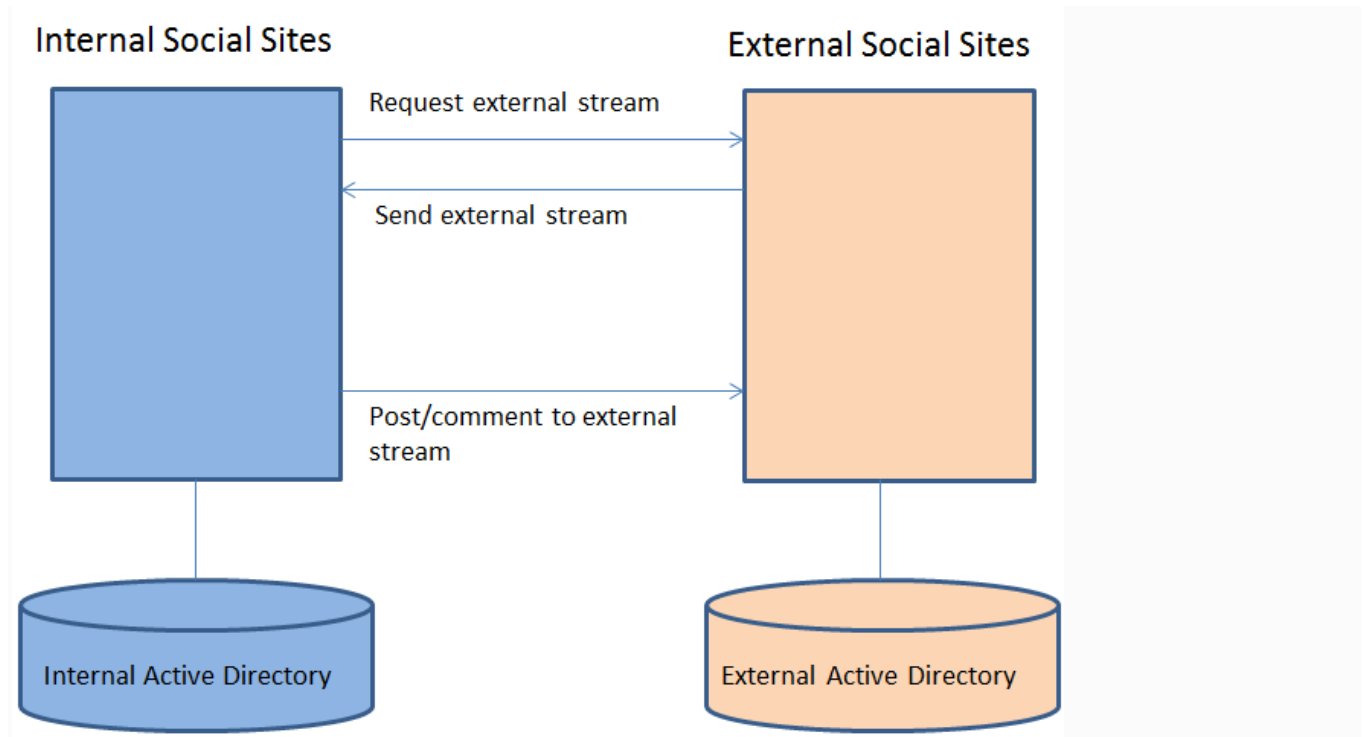 Internal Social Sites
External Social Sites
Request external stream
Send external stream
Post/comment to external
stream
Internal Active Directory
External Active Directory